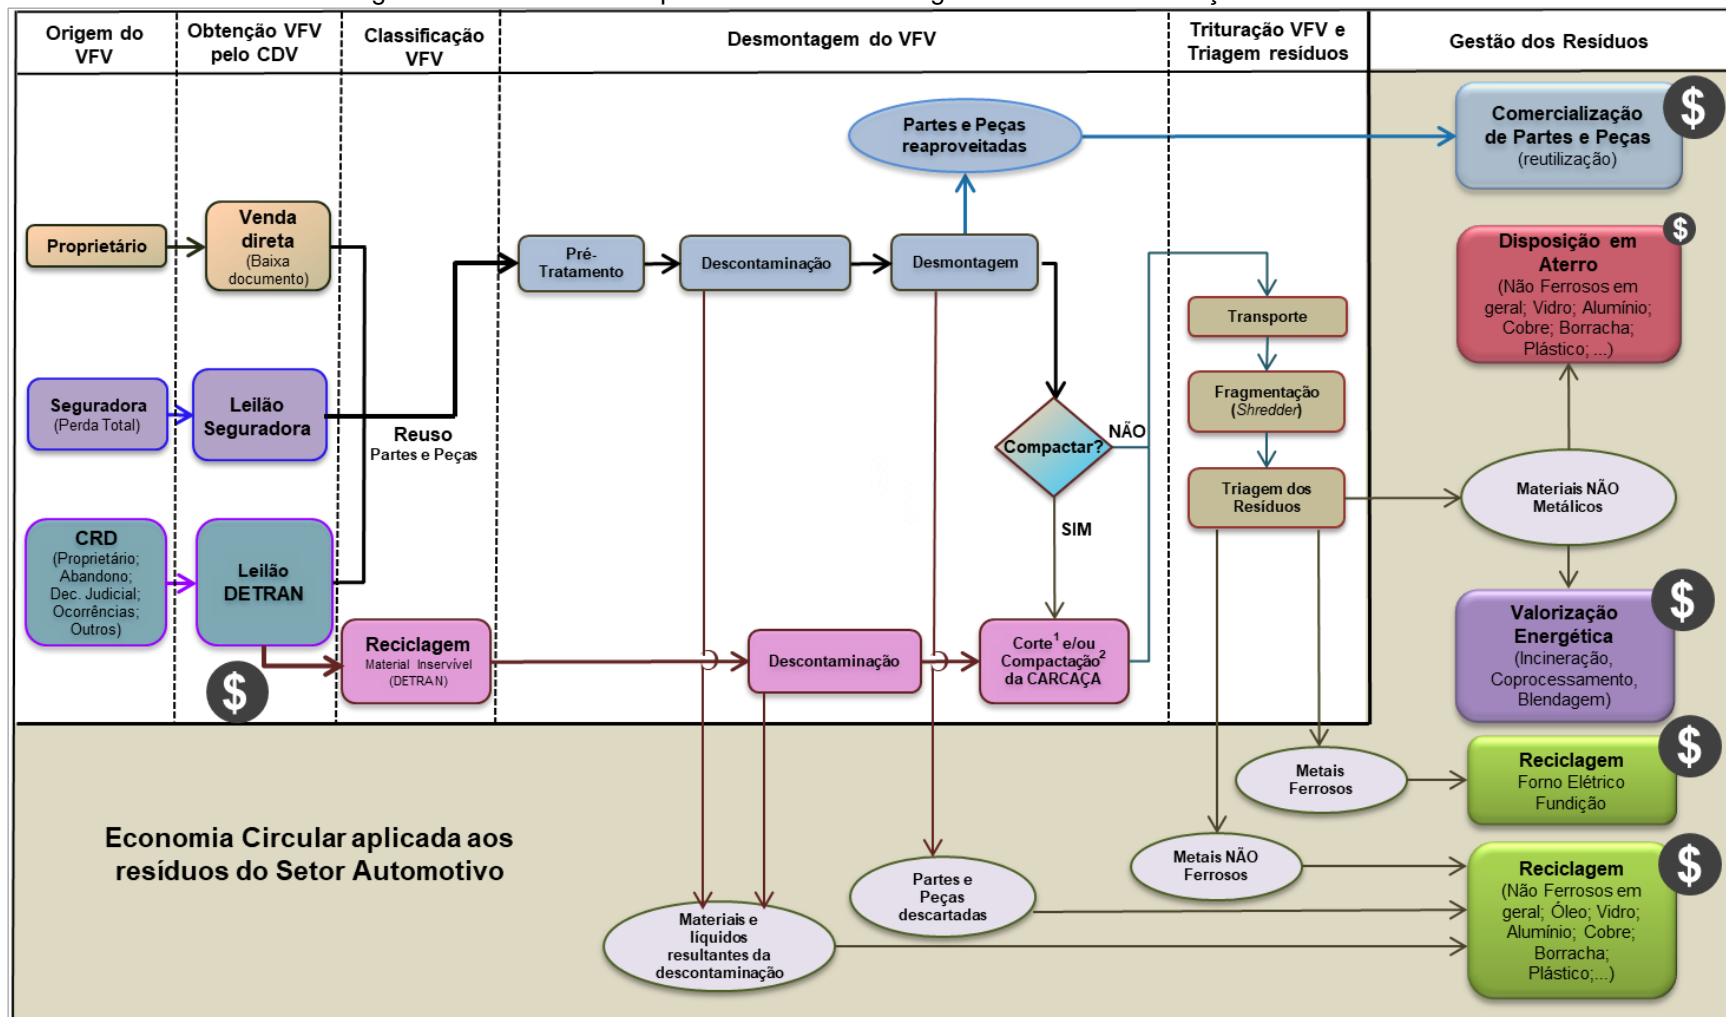 Origem do
VFV
Obtenção VFV
pelo CDV
Classificação
VFV
Desmontagem do VFV
Trituração VFV e
Triagem resíduos
Gestão dos Resíduos
Partes e Peças
reaproveitadas
Comercialização
de Partes e Peças
(reutilização)
$
Proprietário
Venda
direta
(Baixa
documento)
Pré-
Tratamento
Descontaminação
Desmontagem
Transporte
Disposição em
Aterro
(Não Ferrosos em
geral; Vidro; Alumínio;
Cobre; Borracha;
Plástico; ...)
$
Seguradora
(Perda Total)
Leilão
Seguradora
Reuso
Partes e Peças
Compactar?
NÃO
SIM
Fragmentação
(Shredder)
Triagem dos
Resíduos
Materiais NÃO
Metálicos
CRD
(Proprietário;
Abandono;
Dec. Judicial;
Ocorrências;
Outros)
Leilão
DETRAN
$
Reciclagem
Material Inservível
(DETRAN)
Descontaminação
Corte¹ e/ou
Compactação²
da CARCAÇA
Valorização
Energética
(Incineração,
Coprocessamento,
Blendagem)
$
Metais
Ferrosos
Reciclagem
Forno Elétrico
Fundição
$
Economia Circular aplicada aos
resíduos do Setor Automotivo
Metais NÃO
Ferrosos
Partes e
Peças
descartadas
Materiais e
líquidos
resultantes da
descontaminação
Reciclagem
(Não Ferrosos em
geral; Óleo; Vidro;
Alumínio; Cobre;
Borracha;
Plástico;...)
$